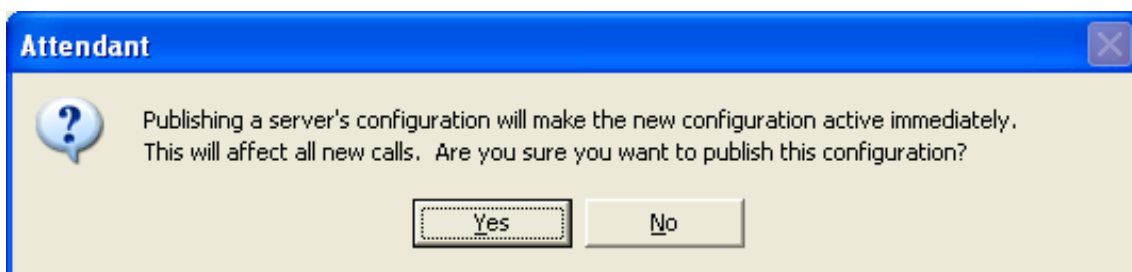 Attendant
?
Publishing a server's configuration will make the new configuration active immediately.
This will affect all new calls.  Are you sure you want to publish this configuration?
Yes No